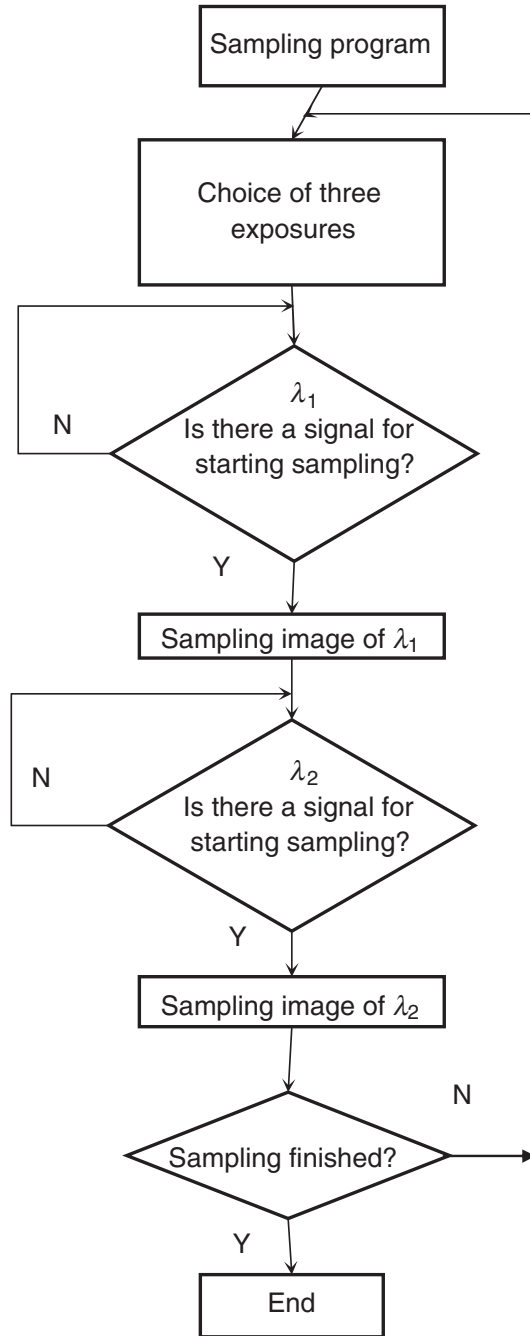 Sampling program
Choice of three
exposures
λ₁
Is there a signal for
starting sampling?
N
Y
Sampling image of λ₁
λ₂
Is there a signal for
starting sampling?
N
Y
Sampling image of λ₂
Sampling finished?
N
Y
End